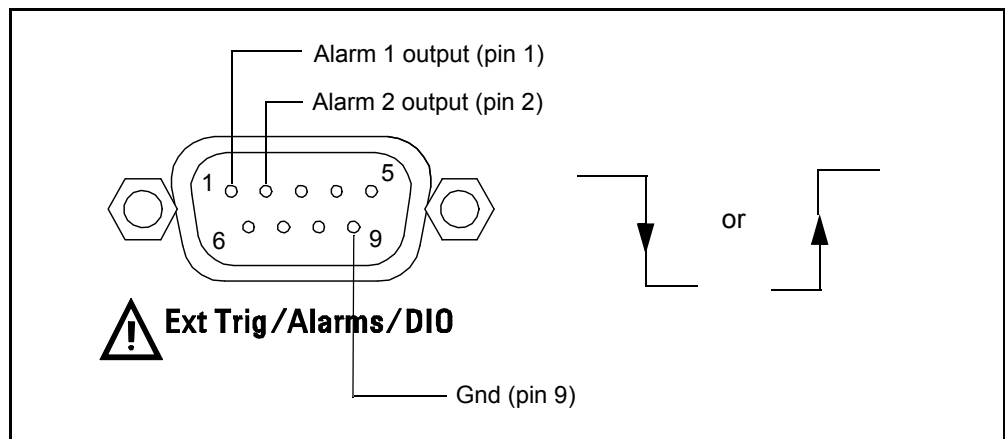 Alarm 1 output (pin 1)
Alarm 2 output (pin 2)
1 5
6 9
or
Ext Trig/Alarms/DIO
Gnd (pin 9)